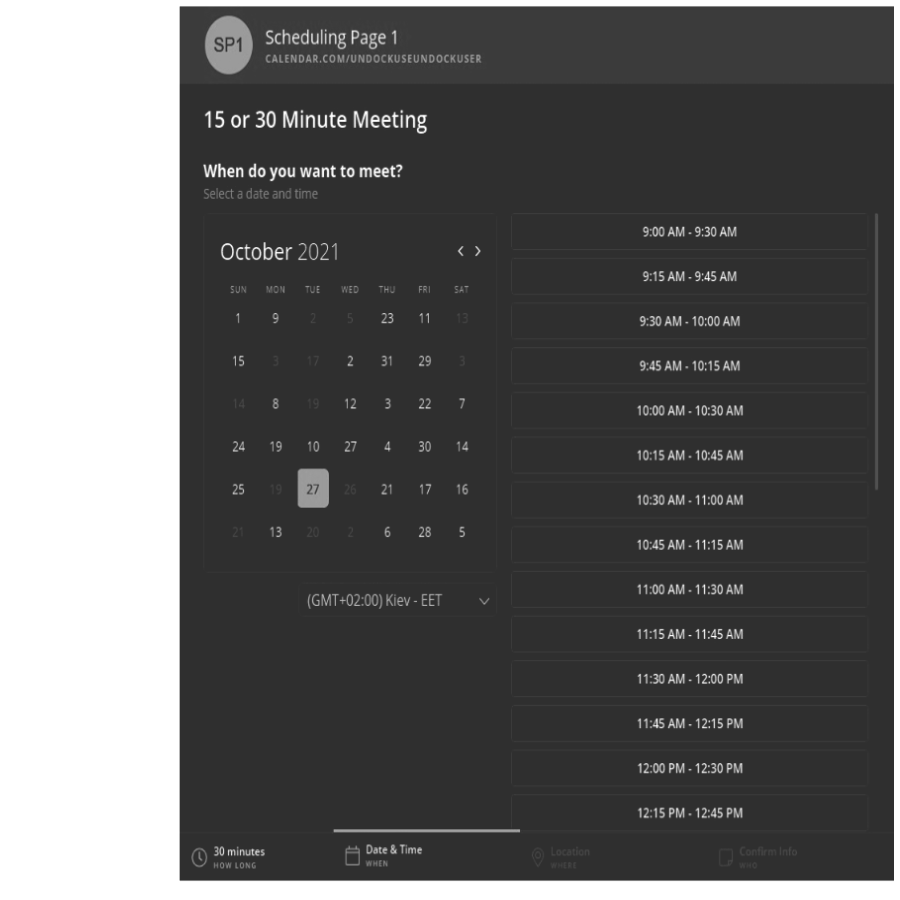 SP1
Scheduling Page 1
CALENDAR.COM/UNDOCKUSEUNDOCKUSER
15 or 30 Minute Meeting
When do you want to meet?
Select a date and time
October 2021 < >
SUN MON TUE WED THU FRI SAT
1 9 2 5 23 11 13
15 3 17 2 31 29 3
14 8 19 12 3 22 7
24 19 10 27 4 30 14
25 19 27 26 21 17 16
21 13 20 2 6 28 5
(GMT+02:00) Kiev - EET
9:00 AM - 9:30 AM
9:15 AM - 9:45 AM
9:30 AM - 10:00 AM
9:45 AM - 10:15 AM
10:00 AM - 10:30 AM
10:15 AM - 10:45 AM
10:30 AM - 11:00 AM
10:45 AM - 11:15 AM
11:00 AM - 11:30 AM
11:15 AM - 11:45 AM
11:30 AM - 12:00 PM
11:45 AM - 12:15 PM
12:00 PM - 12:30 PM
12:15 PM - 12:45 PM
30 minutes
HOW LONG
Date & Time
WHEN
Location
WHERE
Confirm Info
WHO